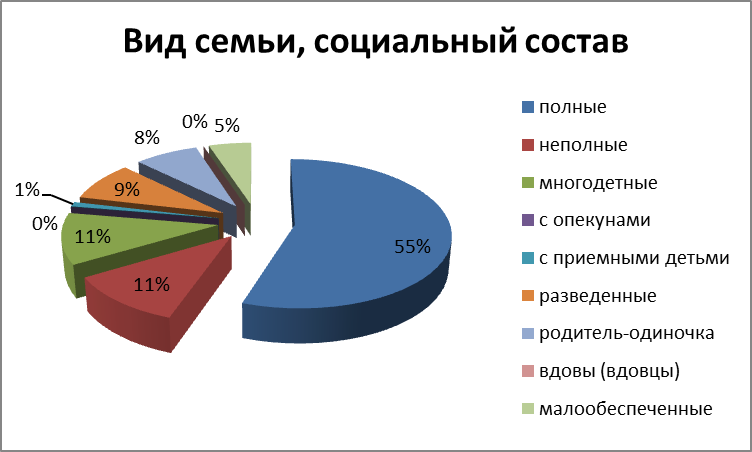 Вид семьи, социальный состав
0%
5%
8%
9%
1%
0%
11%
11%
55%
полные
неполные
многодетные
с опекунами
с приемными детьми
разведенные
родитель-одиночка
вдовы (вдовцы)
малообеспеченные